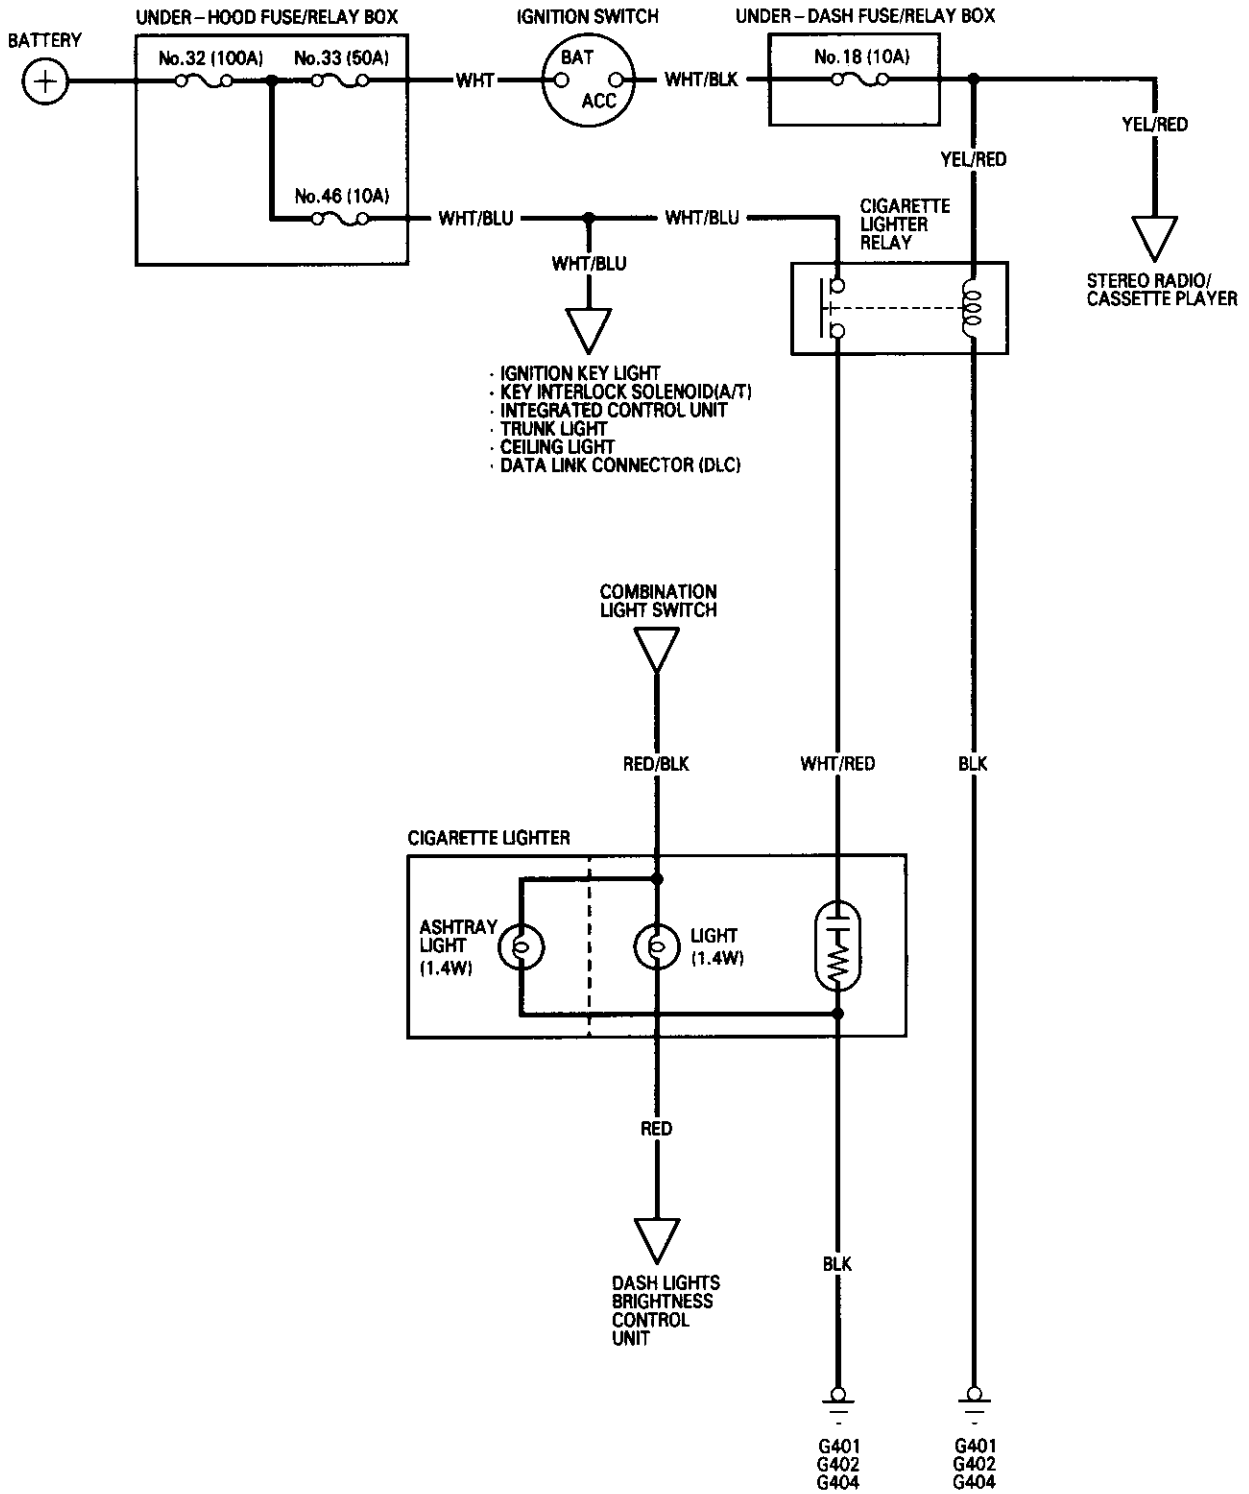 UNDER-HOOD FUSE/RELAY BOX
IGNITION SWITCH
UNDER-DASH FUSE/RELAY BOX
BATTERY
+
No.32 (100A)
No.33 (50A)
WHT
BAT
ACC
WHT/BLK
No.18 (10A)
YEL/RED
YEL/RED
No.46 (10A)
WHT/BLU
WHT/BLU
WHT/BLU
CIGARETTE
LIGHTER
RELAY
STEREO RADIO/
CASSETTE PLAYER
· IGNITION KEY LIGHT
· KEY INTERLOCK SOLENOID(A/T)
· INTEGRATED CONTROL UNIT
· TRUNK LIGHT
· CEILING LIGHT
· DATA LINK CONNECTOR (DLC)
COMBINATION
LIGHT SWITCH
RED/BLK
WHT/RED
BLK
CIGARETTE LIGHTER
ASHTRAY
LIGHT
(1.4W)
LIGHT
(1.4W)
RED
BLK
DASH LIGHTS
BRIGHTNESS
CONTROL
UNIT
G401
G402
G404
G401
G402
G404